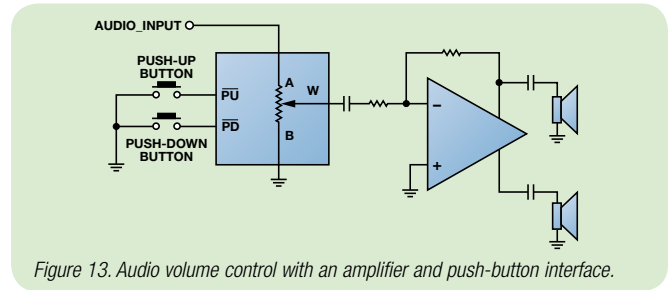 AUDIO_INPUT
PUSH-UP
BUTTON
A
W
PU
PD
B
PUSH-DOWN
BUTTON
−
+
Figure 13. Audio volume control with an amplifier and push-button interface.